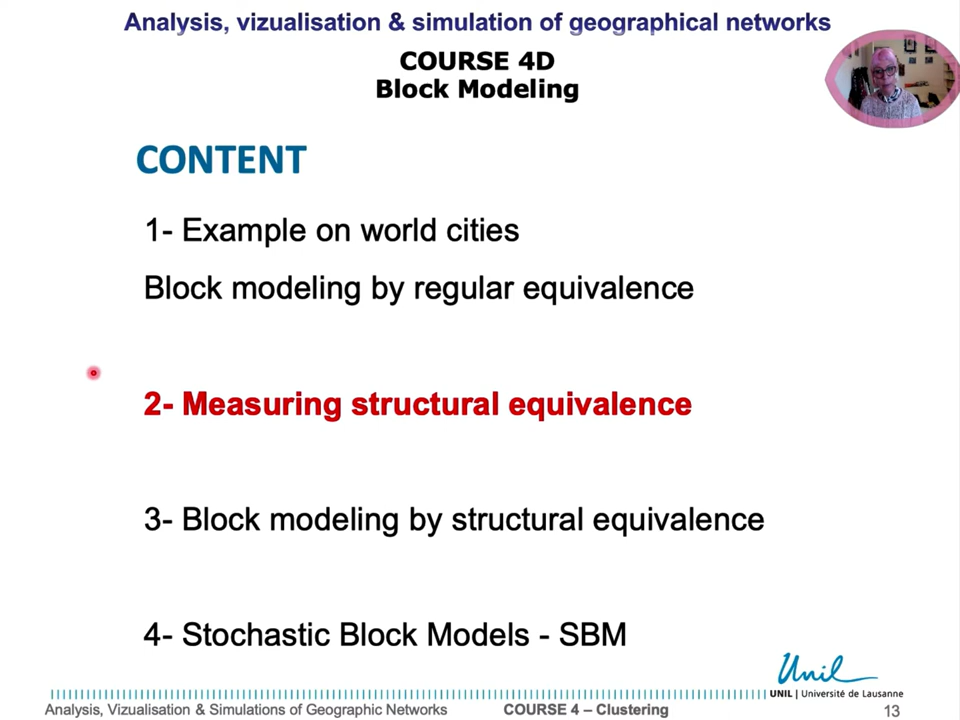 Analysis, vizualisation & simulation of geographical networks
COURSE 4D
Block Modeling
CONTENT
1- Example on world cities
Block modeling by regular equivalence
2- Measuring structural equivalence
3- Block modeling by structural equivalence
4- Stochastic Block Models - SBM
Unil
UNIL | Université de Lausanne
Analysis, Vizualisation & Simulations of Geographic Networks
COURSE 4 – Clustering
13